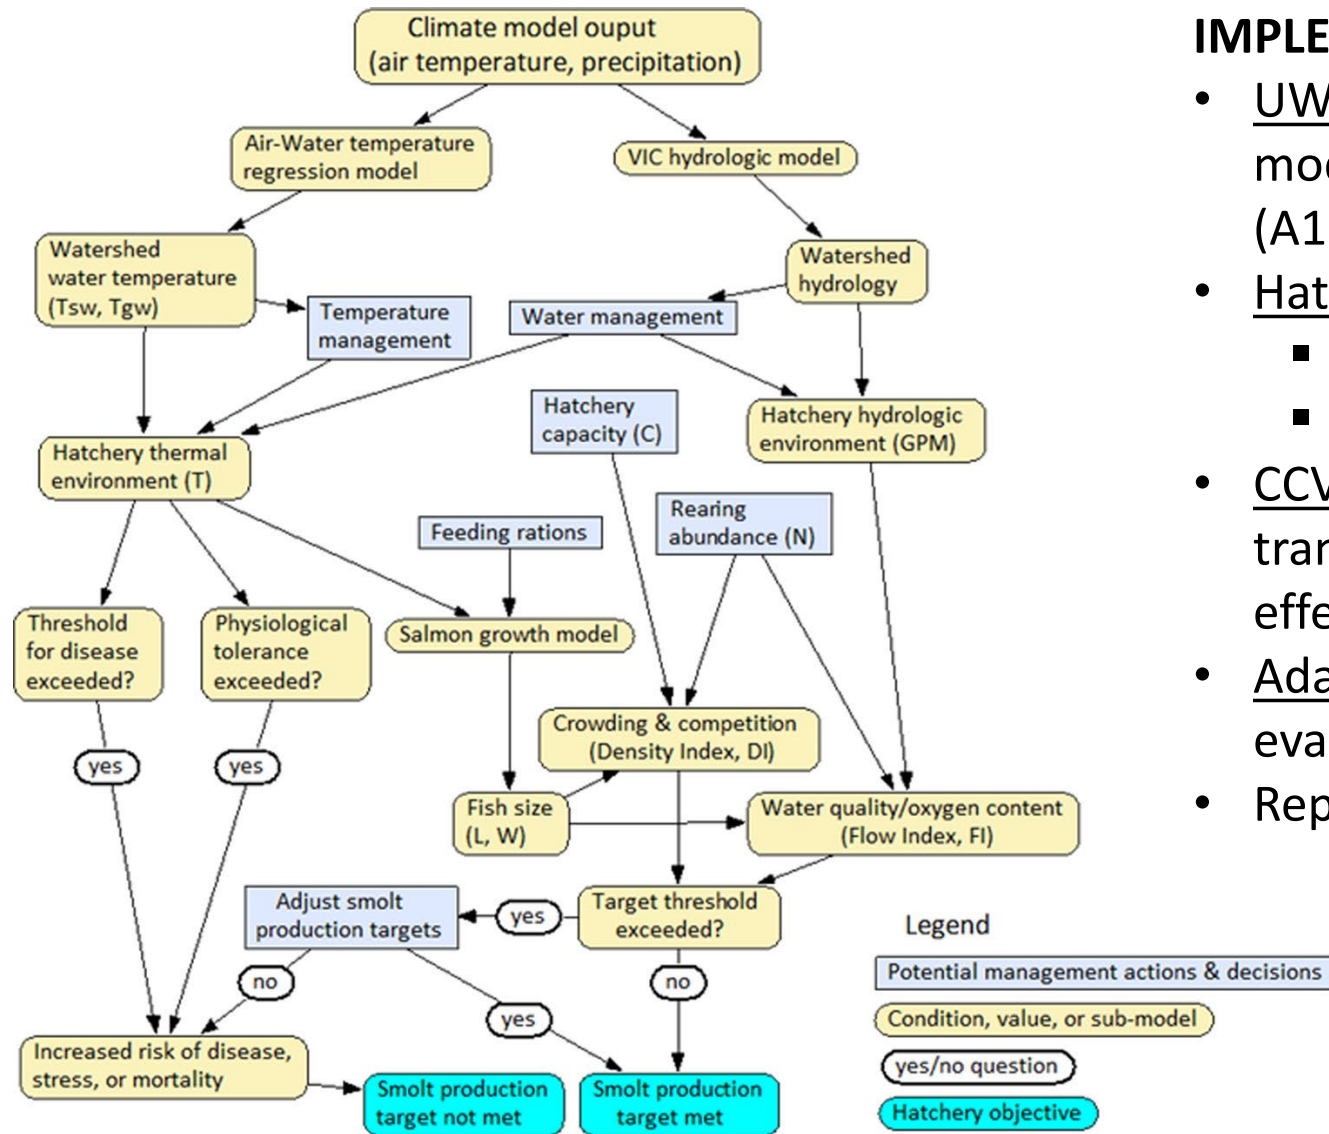 Climate model ouput
(air temperature, precipitation)
Air-Water temperature
regression model
VIC hydrologic model
Watershed
water temperature
(Tsw, Tgw)
Watershed
hydrology
Temperature
management
Water management
Hatchery
capacity (C)
Hatchery hydrologic
environment (GPM)
Hatchery thermal
environment (T)
Feeding rations
Rearing
abundance (N)
Threshold
for disease
exceeded?
Physiological
tolerance
exceeded?
Salmon growth model
Crowding & competition
(Density Index, DI)
yes
yes
Fish size
(L, W)
Water quality/oxygen content
(Flow Index, FI)
Adjust smolt
production targets
yes
Target threshold
exceeded?
no
no
yes
Increased risk of disease,
stress, or mortality
Smolt production
target not met
Smolt production
target met
Legend
Potential management actions & decisions
Condition, value, or sub-model
yes/no question
Hatchery objective
IMPLE
• UW
mo
(A1
• Hat
▪
▪
• CCV
tran
effe
• Ada
eva
• Rep